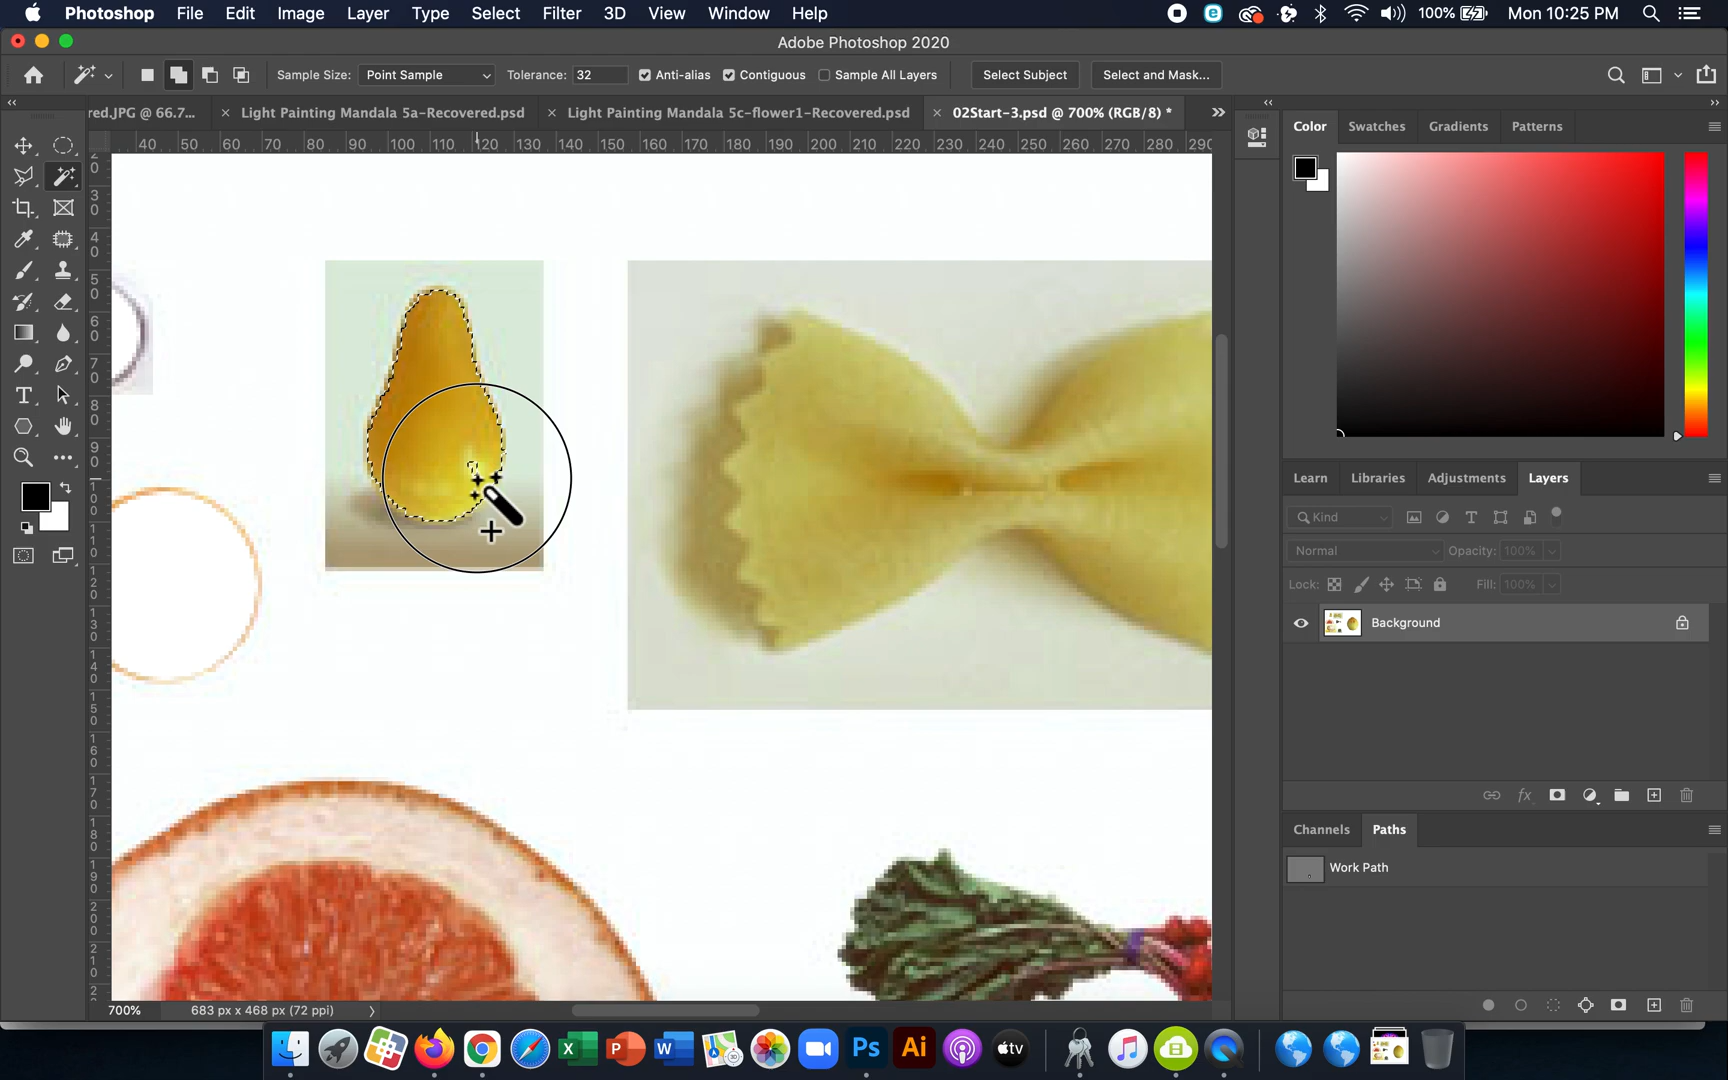 Photoshop File Edit Image Layer Type Select Filter 3D View Window Help 100% Mon 10:25 PM
Adobe Photoshop 2020
Sample Size: Point Sample Tolerance: 32 Anti-alias Contiguous Sample All Layers Select Subject Select and Mask...
red.JPG @ 66.7... × Light Painting Mandala 5a-Recovered.psd × Light Painting Mandala 5c-flower1-Recovered.psd × 02Start-3.psd @ 700% (RGB/8) *
40 50 60 70 80 90 100 110 120 130 140 150 160 170 180 190 200 210 220 230 240 250 260 270 280 290
Color Swatches Gradients Patterns
Learn Libraries Adjustments Layers
Kind
Normal Opacity: 100%
Lock: Fill: 100%
Background
Channels Paths
Work Path
700% 683 px x 468 px (72 ppi)
X P W 3D Ps Ai tv